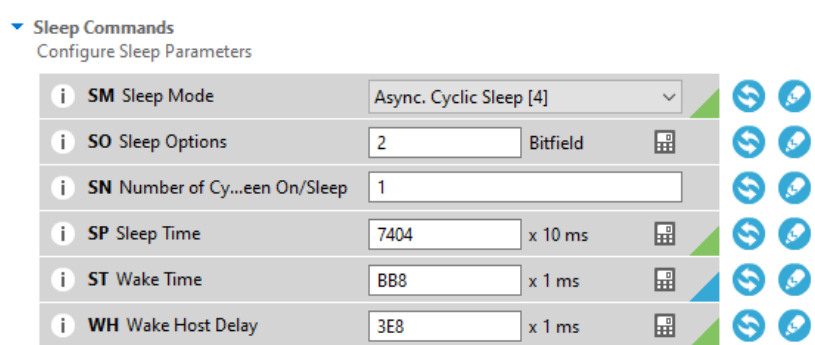 Sleep Commands
Configure Sleep Parameters
i SM Sleep Mode Async. Cyclic Sleep [4]
i SO Sleep Options 2 Bitfield
i SN Number of Cy...een On/Sleep 1
i SP Sleep Time 7404 x 10 ms
i ST Wake Time BB8 x 1 ms
i WH Wake Host Delay 3E8 x 1 ms